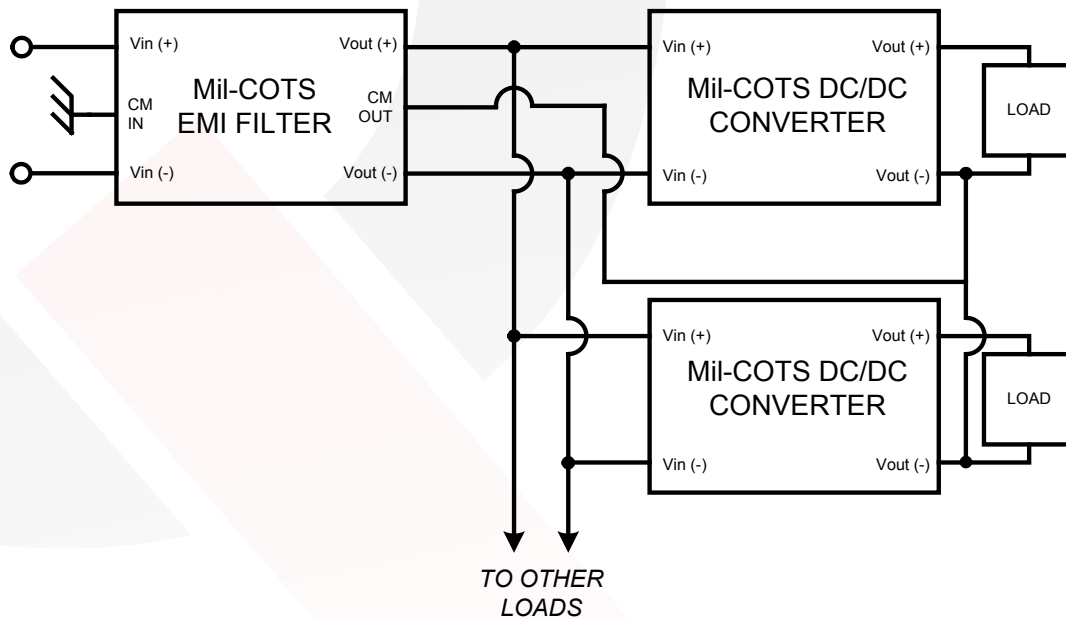 Vin (+)
Vout (+)
Mil-COTS
EMI FILTER
CM
IN
CM
OUT
Vin (-)
Vout (-)
Vin (+)
Vout (+)
Mil-COTS DC/DC
CONVERTER
Vin (-)
Vout (-)
LOAD
Vin (+)
Vout (+)
Mil-COTS DC/DC
CONVERTER
Vin (-)
Vout (-)
LOAD
TO OTHER
LOADS